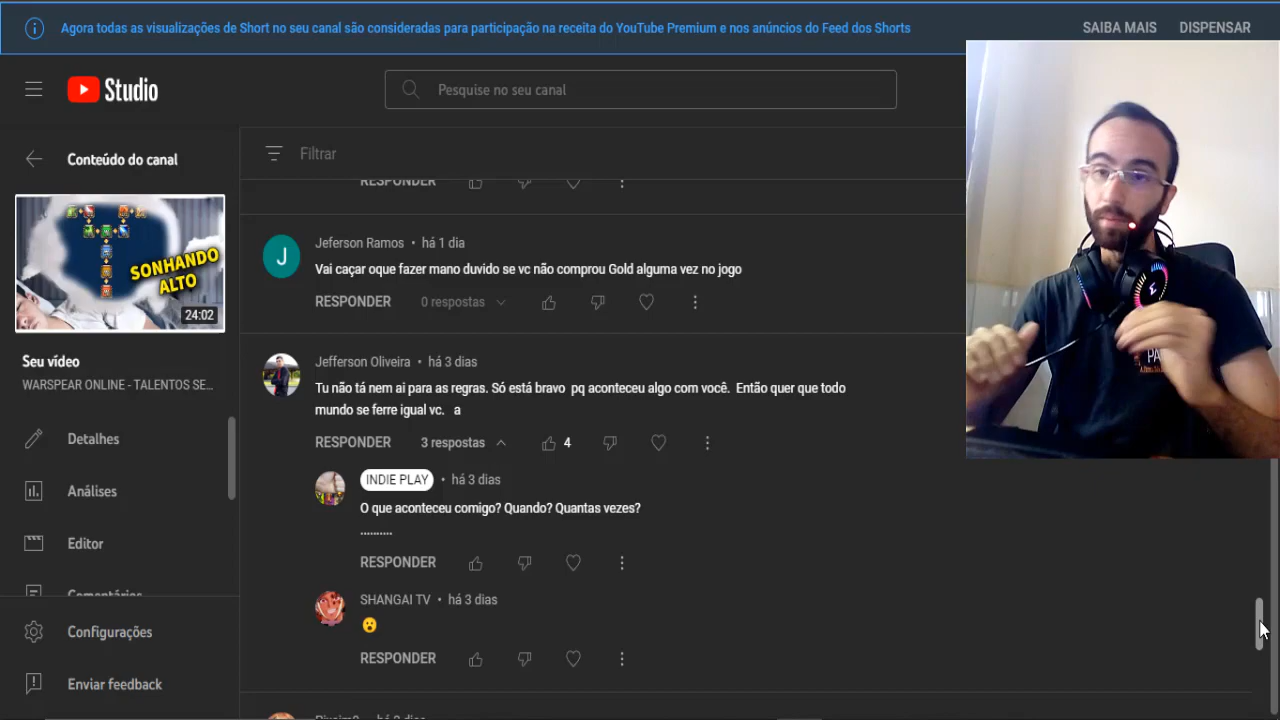 Agora todas as visualizações de Short no seu canal são consideradas para participação na receita do YouTube Premium e nos anúncios do Feed dos Shorts
SAIBA MAIS
DISPENSAR
Studio
Pesquise no seu canal
Conteúdo do canal
Filtrar
RESPONDER
SONHANDO
ALTO
24:02
Seu vídeo
WARSPEAR ONLINE - TALENTOS SE...
Detalhes
Análises
Editor
Comentários
Configurações
Enviar feedback
J
Jeferson Ramos • há 1 dia
Vai caçar oque fazer mano duvido se vc não comprou Gold alguma vez no jogo
RESPONDER 0 respostas
Jefferson Oliveira • há 3 dias
Tu não tá nem ai para as regras. Só está bravo pq aconteceu algo com você. Então quer que todo
mundo se ferre igual vc. a
RESPONDER 3 respostas 4
INDIE PLAY • há 3 dias
O que aconteceu comigo? Quando? Quantas vezes?
..........
RESPONDER
SHANGAI TV • há 3 dias
😮
RESPONDER